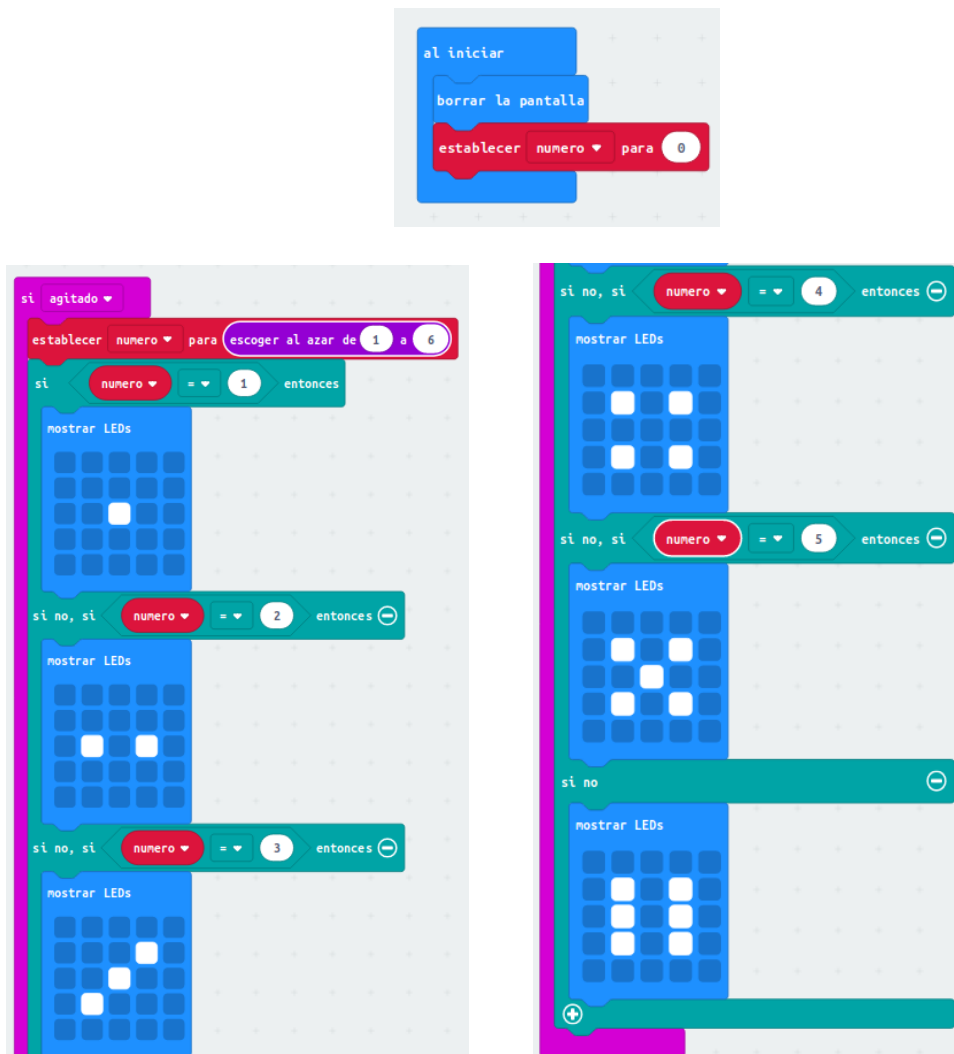 al iniciar
borrar la pantalla
establecer numero para 0
si agitado
establecer numero para escoger al azar de 1 a 6
si numero = 1 entonces
mostrar LEDs
si no, si numero = 2 entonces
mostrar LEDs
si no, si numero = 3 entonces
mostrar LEDs
si no, si numero = 4 entonces
mostrar LEDs
si no, si numero = 5 entonces
mostrar LEDs
si no
mostrar LEDs